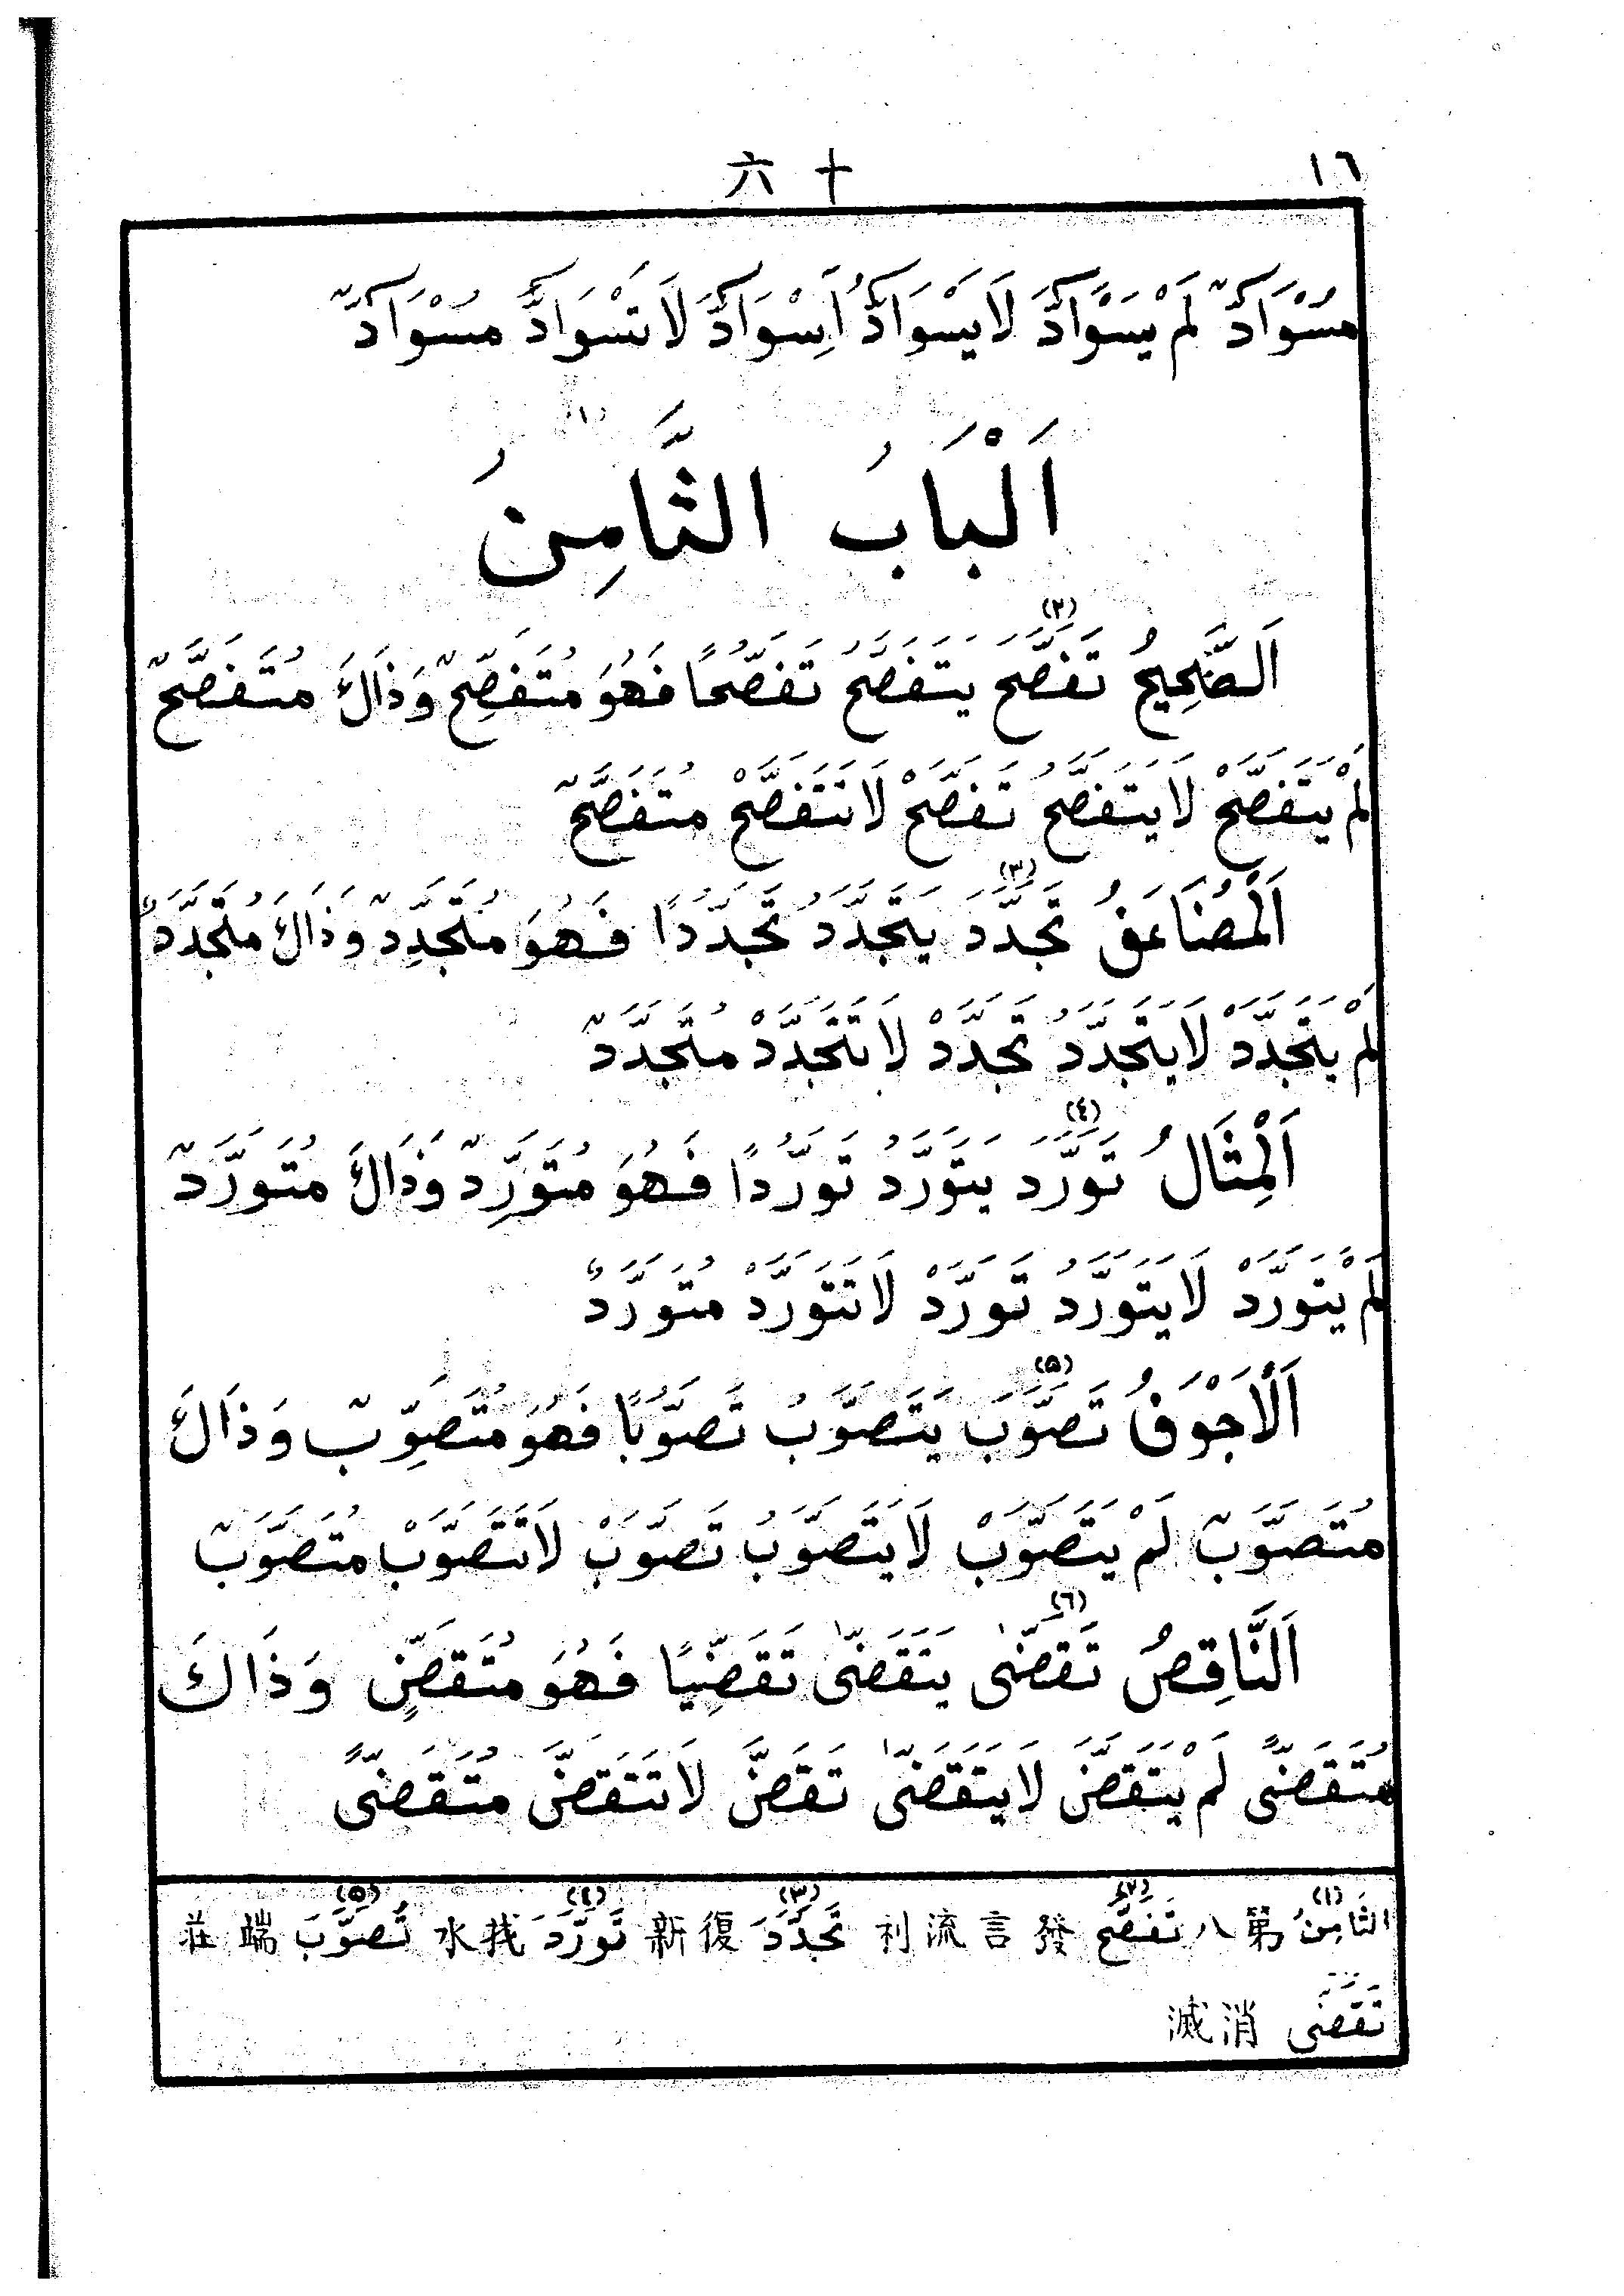 ١٦ 十六
مُسْوَادٌّ لَمْ يَسْوَادَّ لَا يَسْوَادُّ اِسْوَادَّ لَا تَسْوَادَّ مُسْوَادٌّ
اَلْبَابُ الثَّامِنُ (١)
اَلصَّحِيحُ تَفَصَّحَ (٢) يَتَفَصَّحُ تَفَصُّحًا فَهُوَ مُتَفَصِّحٌ وَذَاكَ مُتَفَصَّحٌ
لَمْ يَتَفَصَّحْ لَا يَتَفَصَّحُ تَفَصَّحْ لَا تَتَفَصَّحْ مُتَفَصَّحٌ
اَلْمُضَاعَفُ تَجَدَّدَ (٣) يَتَجَدَّدُ تَجَدُّدًا فَهُوَ مُتَجَدِّدٌ وَذَاكَ مُتَجَدَّدٌ
لَمْ يَتَجَدَّدْ لَا يَتَجَدَّدُ تَجَدَّدْ لَا تَتَجَدَّدْ مُتَجَدَّدٌ
اَلْمِثَالُ تَوَرَّدَ (٤) يَتَوَرَّدُ تَوَرُّدًا فَهُوَ مُتَوَرِّدٌ وَذَاكَ مُتَوَرَّدٌ
لَمْ يَتَوَرَّدْ لَا يَتَوَرَّدُ تَوَرَّدْ لَا تَتَوَرَّدْ مُتَوَرَّدٌ
اَلْاَجْوَفُ تَصَوَّبَ (٥) يَتَصَوَّبُ تَصَوُّبًا فَهُوَ مُتَصَوِّبٌ وَذَاكَ
مُتَصَوَّبٌ لَمْ يَتَصَوَّبْ لَا يَتَصَوَّبُ تَصَوَّبْ لَا تَتَصَوَّبْ مُتَصَوَّبٌ
اَلنَّاقِصُ تَقَضَّى (٦) يَتَقَضَّى تَقَضِّيًا فَهُوَ مُتَقَضٍّ وَذَاكَ
مُتَقَضًّى لَمْ يَتَقَضَّ لَا يَتَقَضَّى تَقَضَّ لَا تَتَقَضَّ مُتَقَضًّى
(١) الثَّامِنُ 第八 (٢) تَفَصَّحَ 發言流利 (٣) تَجَدَّدَ 復新 (٤) تَوَرَّدَ 找水 (٥) تَصَوَّبَ 端莊
تَقَضَّى 消滅